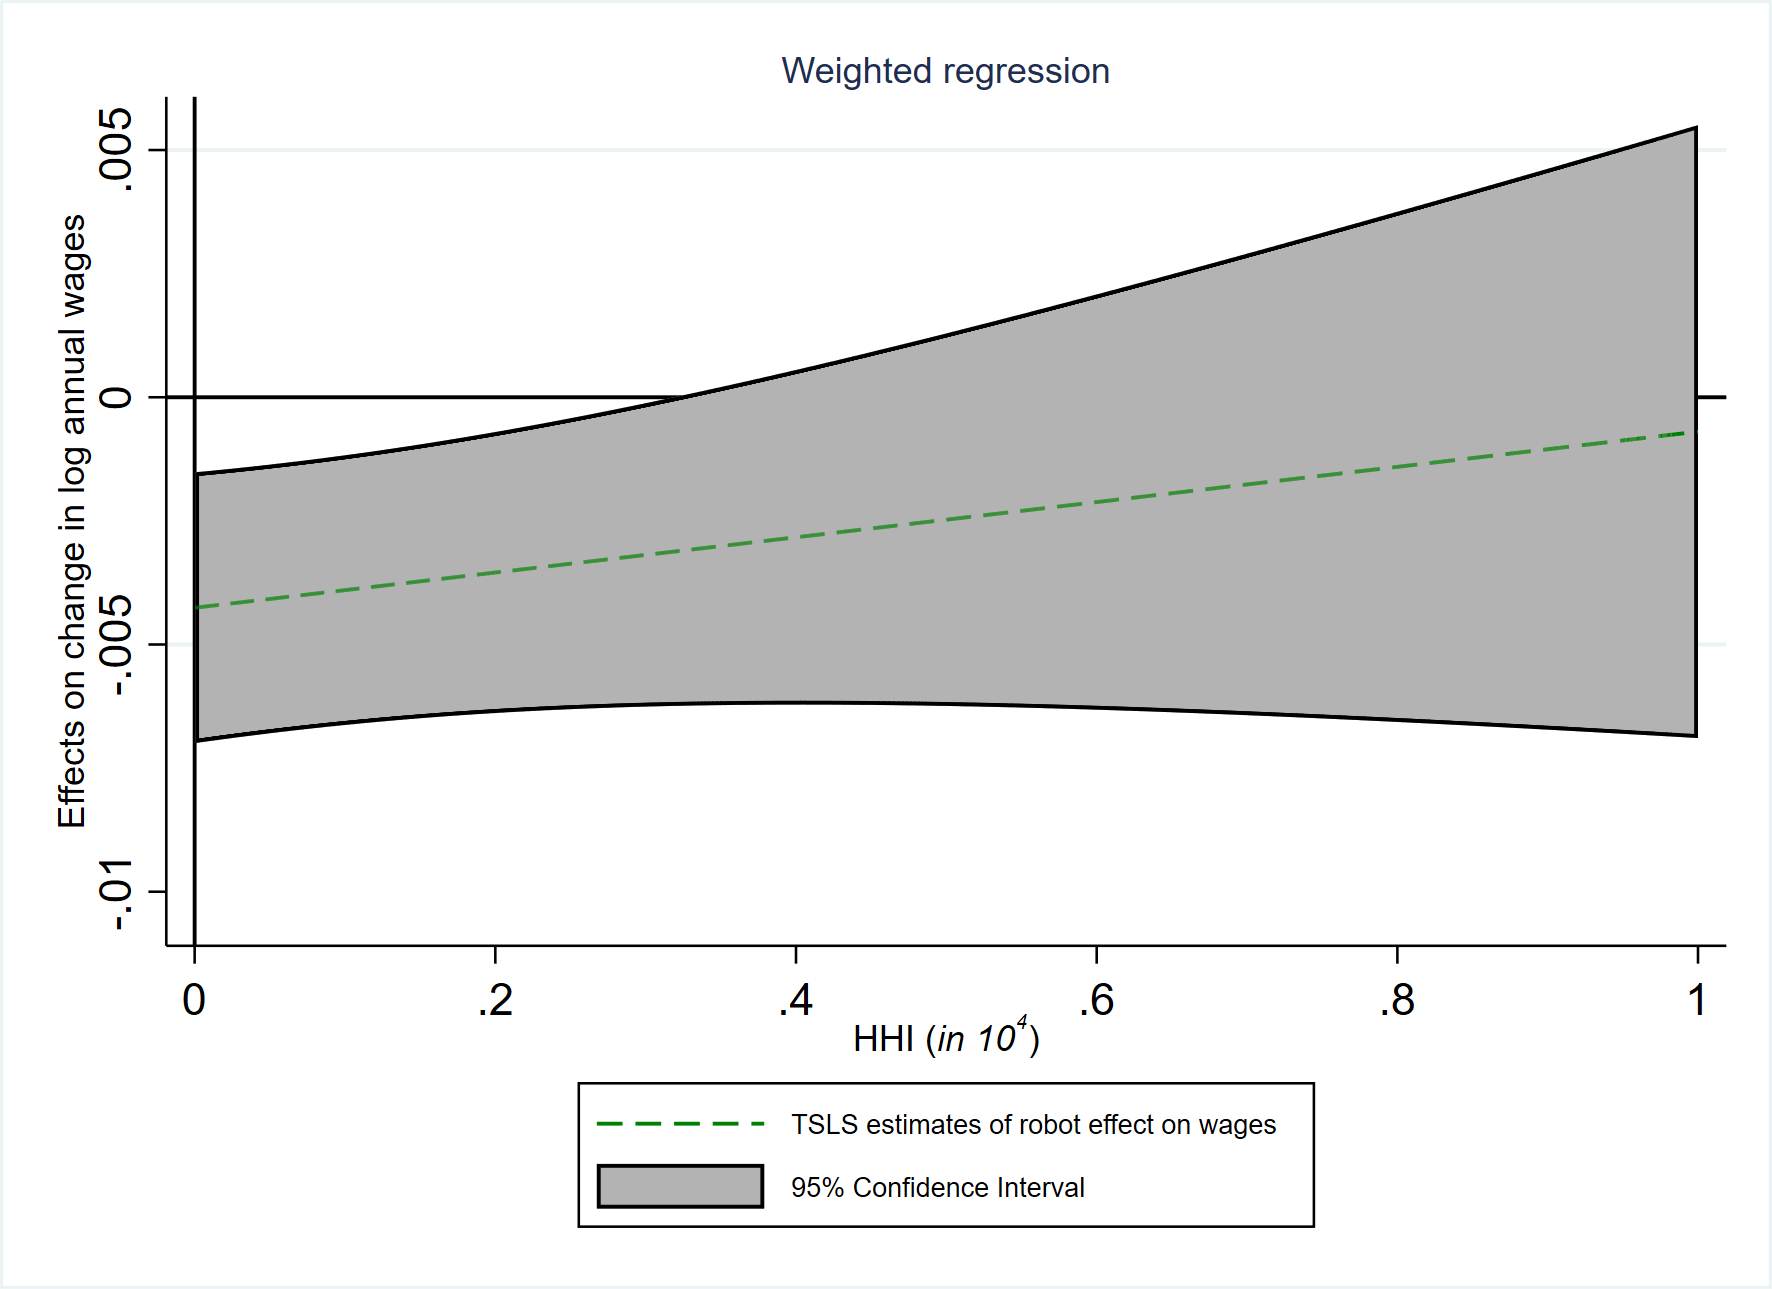 Weighted regression
Effects on change in log annual wages
.005
0
-.005
-.01
0 .2 .4 .6 .8 1
HHI (in 10⁴)
TSLS estimates of robot effect on wages
95% Confidence Interval